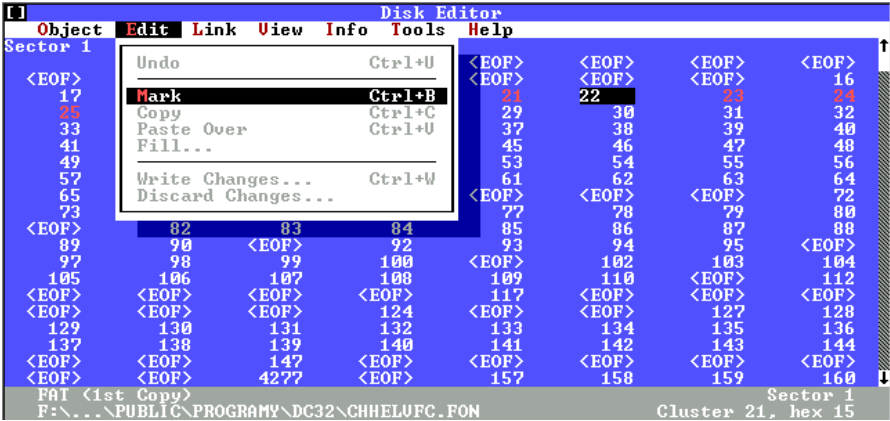 [] Disk Editor
Object Edit Link View Info Tools Help
Sector 1
Undo Ctrl+U <EOF> <EOF> <EOF> <EOF>
<EOF> <EOF> <EOF> <EOF> 16
17 Mark Ctrl+B 21 22 23 24
25 Copy Ctrl+C 29 30 31 32
33 Paste Over Ctrl+V 37 38 39 40
41 Fill... 45 46 47 48
49 53 54 55 56
57 Write Changes... Ctrl+W 61 62 63 64
65 Discard Changes... <EOF> <EOF> <EOF> 72
73 77 78 79 80
<EOF> 82 83 84 85 86 87 88
89 90 <EOF> 92 93 94 95 <EOF>
97 98 99 100 <EOF> 102 103 104
105 106 107 108 109 110 <EOF> 112
<EOF> <EOF> <EOF> <EOF> 117 <EOF> <EOF> <EOF>
<EOF> <EOF> <EOF> 124 <EOF> <EOF> 127 128
129 130 131 132 133 134 135 136
137 138 139 140 141 142 143 144
<EOF> <EOF> 147 <EOF> <EOF> <EOF> <EOF> <EOF>
<EOF> <EOF> 4277 <EOF> 157 158 159 160
FAT (1st Copy) Sector 1
F:\...\PUBLIC\PROGRAMY\DC32\CHHELVFC.FON Cluster 21, hex 15